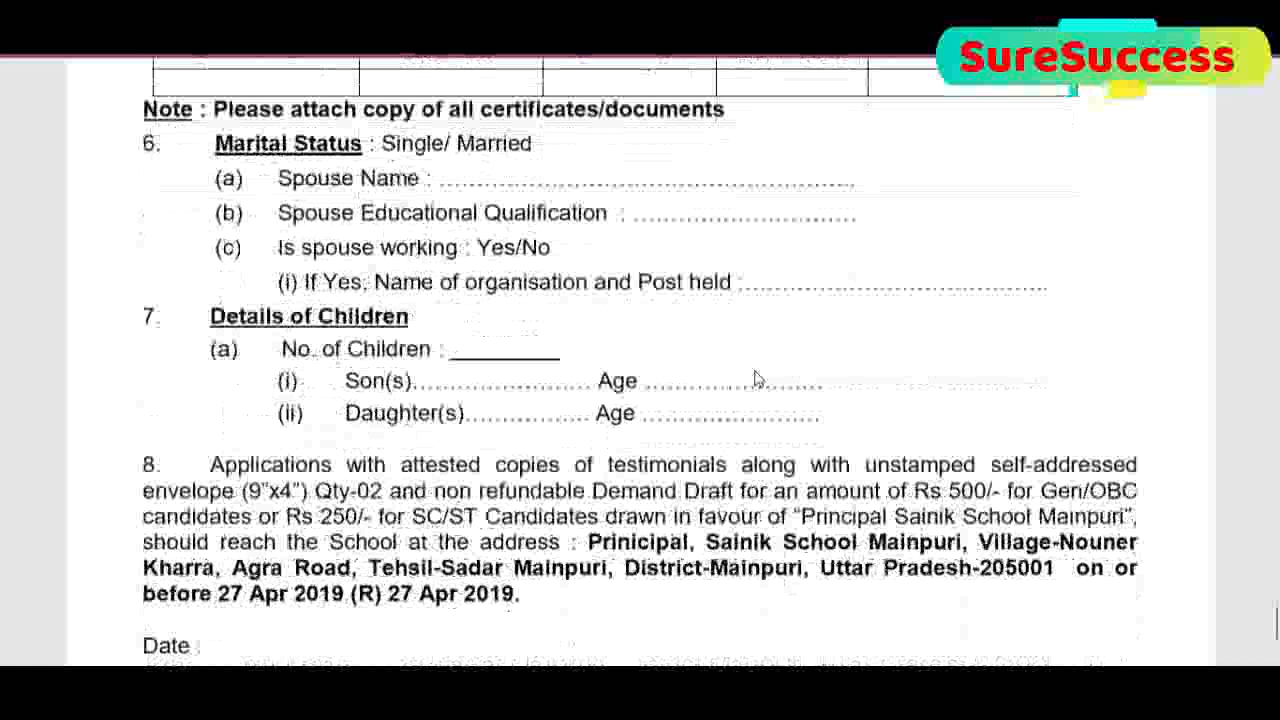 SureSuccess
Note : Please attach copy of all certificates/documents
6. Marital Status : Single/ Married
(a) Spouse Name : ......................................................................
(b) Spouse Educational Qualification : .....................................
(c) Is spouse working : Yes/No
(i) If Yes, Name of organisation and Post held :..................................................
7. Details of Children
(a) No. of Children : _________
(i) Son(s)............................. Age .............................
(ii) Daughter(s)..................... Age .............................
8. Applications with attested copies of testimonials along with unstamped self-addressed
envelope (9"x4") Qty-02 and non refundable Demand Draft for an amount of Rs 500/- for Gen/OBC
candidates or Rs 250/- for SC/ST Candidates drawn in favour of "Principal Sainik School Mainpuri",
should reach the School at the address : Prinicipal, Sainik School Mainpuri, Village-Nouner
Kharra, Agra Road, Tehsil-Sadar Mainpuri, District-Mainpuri, Uttar Pradesh-205001 on or
before 27 Apr 2019 (R) 27 Apr 2019.
Date :